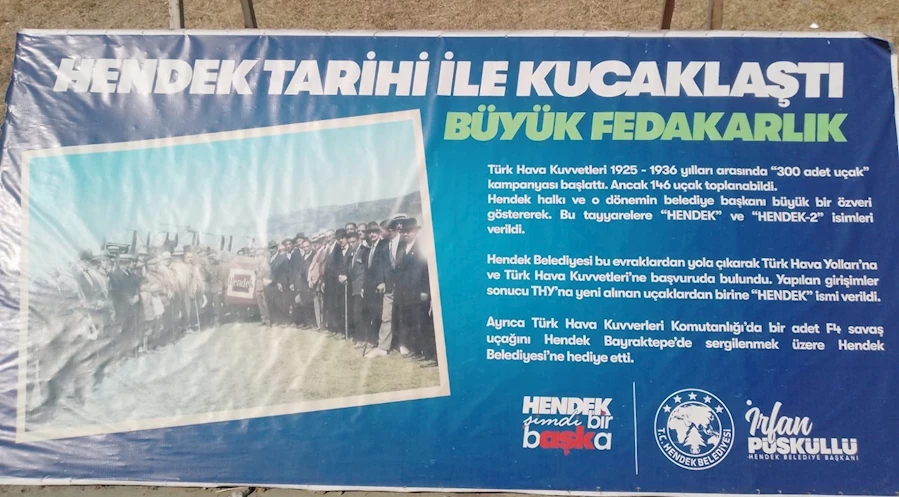 HENDEK TARİHİ İLE KUCAKLAŞTI
BÜYÜK FEDAKARLIK
Türk Hava Kuvvetleri 1925 - 1936 yılları arasında "300 adet uçak"
kampanyası başlattı. Ancak 146 uçak toplanabildi.
Hendek halkı ve o dönemin belediye başkanı büyük bir özveri
göstererek. Bu tayyarelere "HENDEK" ve "HENDEK-2" isimleri
verildi.
Hendek Belediyesi bu evraklardan yola çıkarak Türk Hava Yolları'na
ve Türk Hava Kuvvetleri'ne başvuruda bulundu. Yapılan girişimler
sonucu THY'na yeni alınan uçaklardan birine "HENDEK" ismi verildi.
Ayrıca Türk Hava Kuvverleri Komutanlığı'da bir adet F4 savaş
uçağını Hendek Bayraktepe'de sergilenmek üzere Hendek
Belediyesi'ne hediye etti.
hendek
HENDEK
şimdi bir
başka
T.C. HENDEK BELEDİYESİ
İrfan
PÜSKÜLLÜ
HENDEK BELEDİYE BAŞKANI